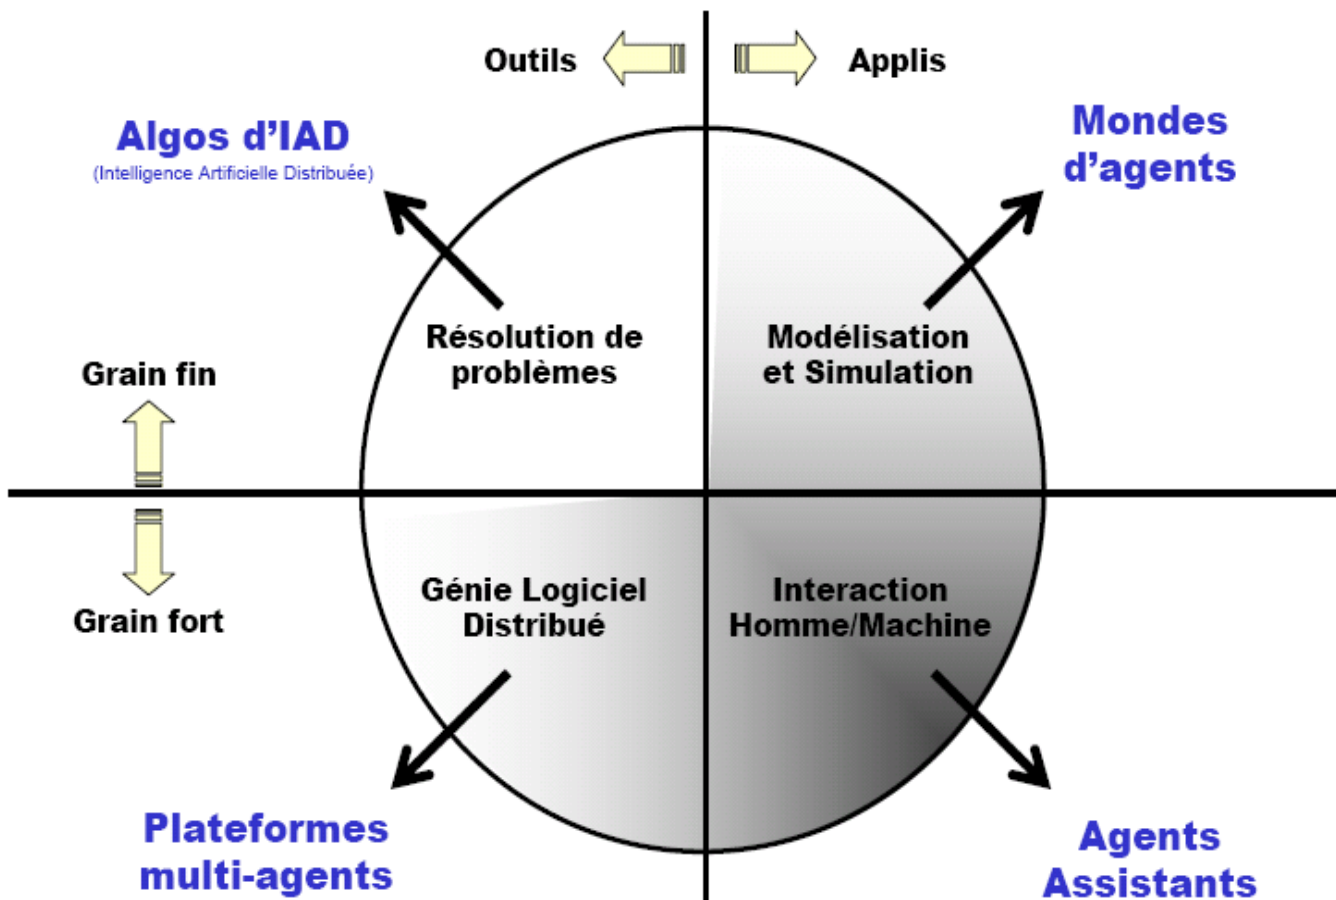 Outils
Applis
Algos d'IAD
(Intelligence Artificielle Distribuée)
Mondes
d'agents
Résolution de
problèmes
Modélisation
et Simulation
Grain fin
Grain fort
Génie Logiciel
Distribué
Interaction
Homme/Machine
Plateformes
multi-agents
Agents
Assistants